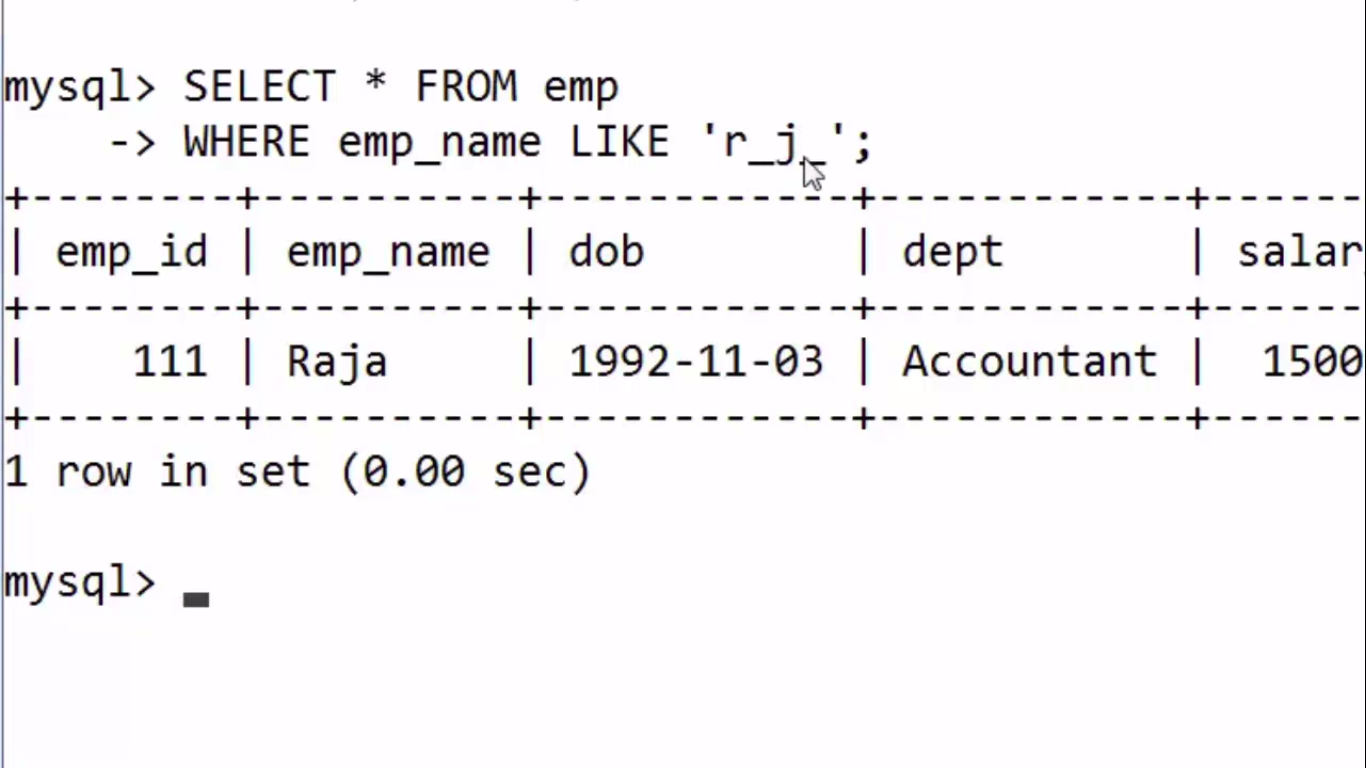 mysql> SELECT * FROM emp
    -> WHERE emp_name LIKE 'r_j_';
+--------+----------+------------+------------+------
| emp_id | emp_name | dob        | dept       | salar
+--------+----------+------------+------------+------
|    111 | Raja     | 1992-11-03 | Accountant |  1500
+--------+----------+------------+------------+------
1 row in set (0.00 sec)
mysql>